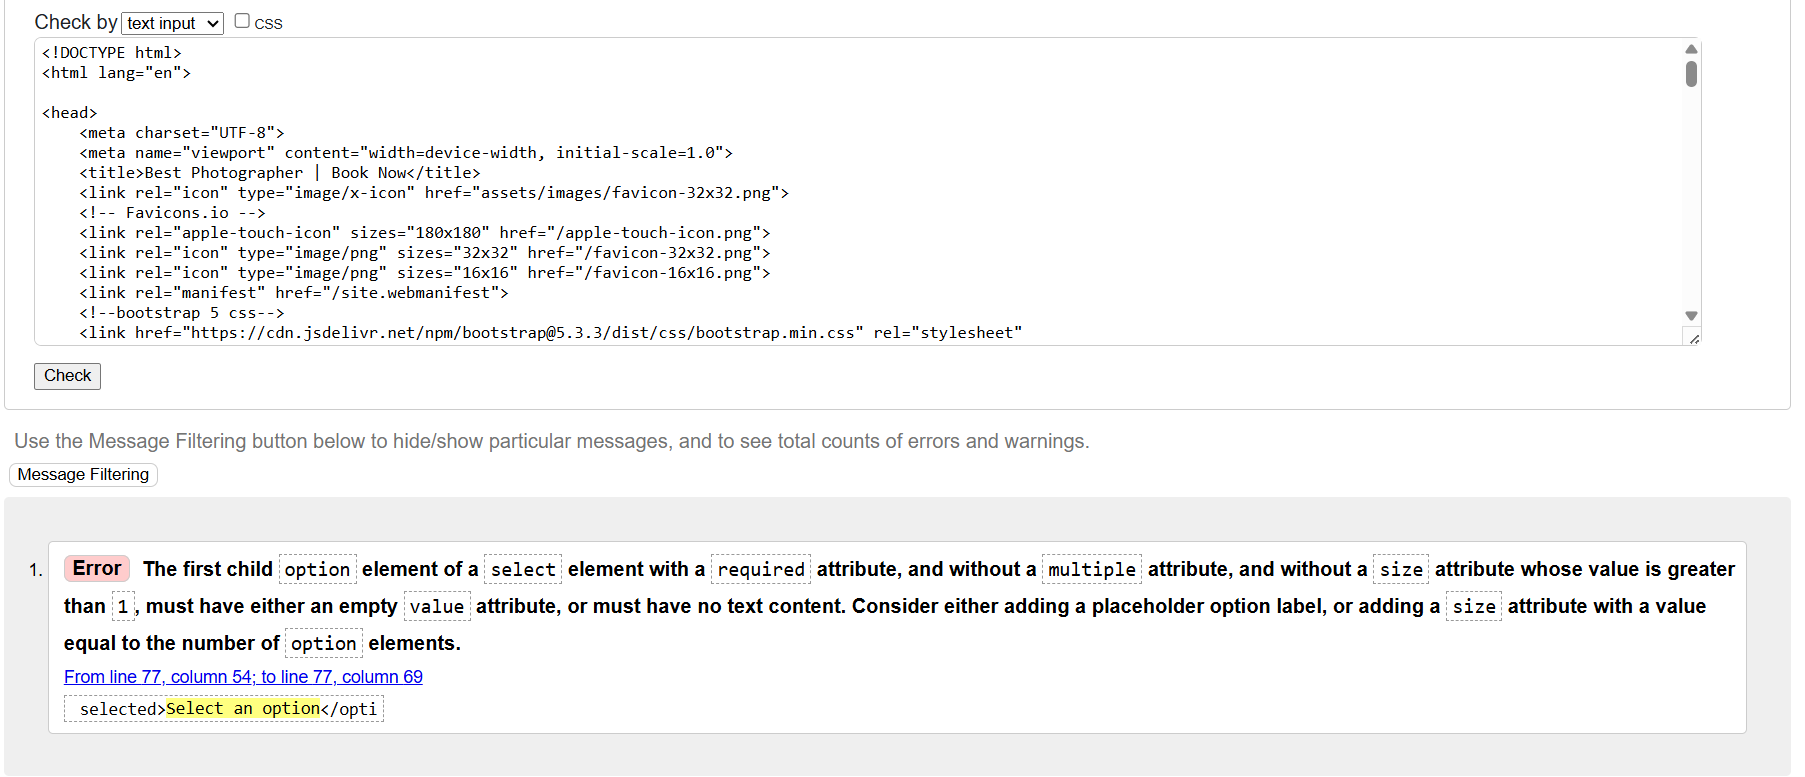 Check by text input CSS
<!DOCTYPE html>
<html lang="en">
<head>
<meta charset="UTF-8">
<meta name="viewport" content="width=device-width, initial-scale=1.0">
<title>Best Photographer | Book Now</title>
<link rel="icon" type="image/x-icon" href="assets/images/favicon-32x32.png">
<!-- Favicons.io -->
<link rel="apple-touch-icon" sizes="180x180" href="/apple-touch-icon.png">
<link rel="icon" type="image/png" sizes="32x32" href="/favicon-32x32.png">
<link rel="icon" type="image/png" sizes="16x16" href="/favicon-16x16.png">
<link rel="manifest" href="/site.webmanifest">
<!--bootstrap 5 css-->
<link href="https://cdn.jsdelivr.net/npm/bootstrap@5.3.3/dist/css/bootstrap.min.css" rel="stylesheet"
Check
Use the Message Filtering button below to hide/show particular messages, and to see total counts of errors and warnings.
Message Filtering
1. Error The first child option element of a select element with a required attribute, and without a multiple attribute, and without a size attribute whose value is greater
than 1, must have either an empty value attribute, or must have no text content. Consider either adding a placeholder option label, or adding a size attribute with a value
equal to the number of option elements.
From line 77, column 54; to line 77, column 69
selected>Select an option</opti